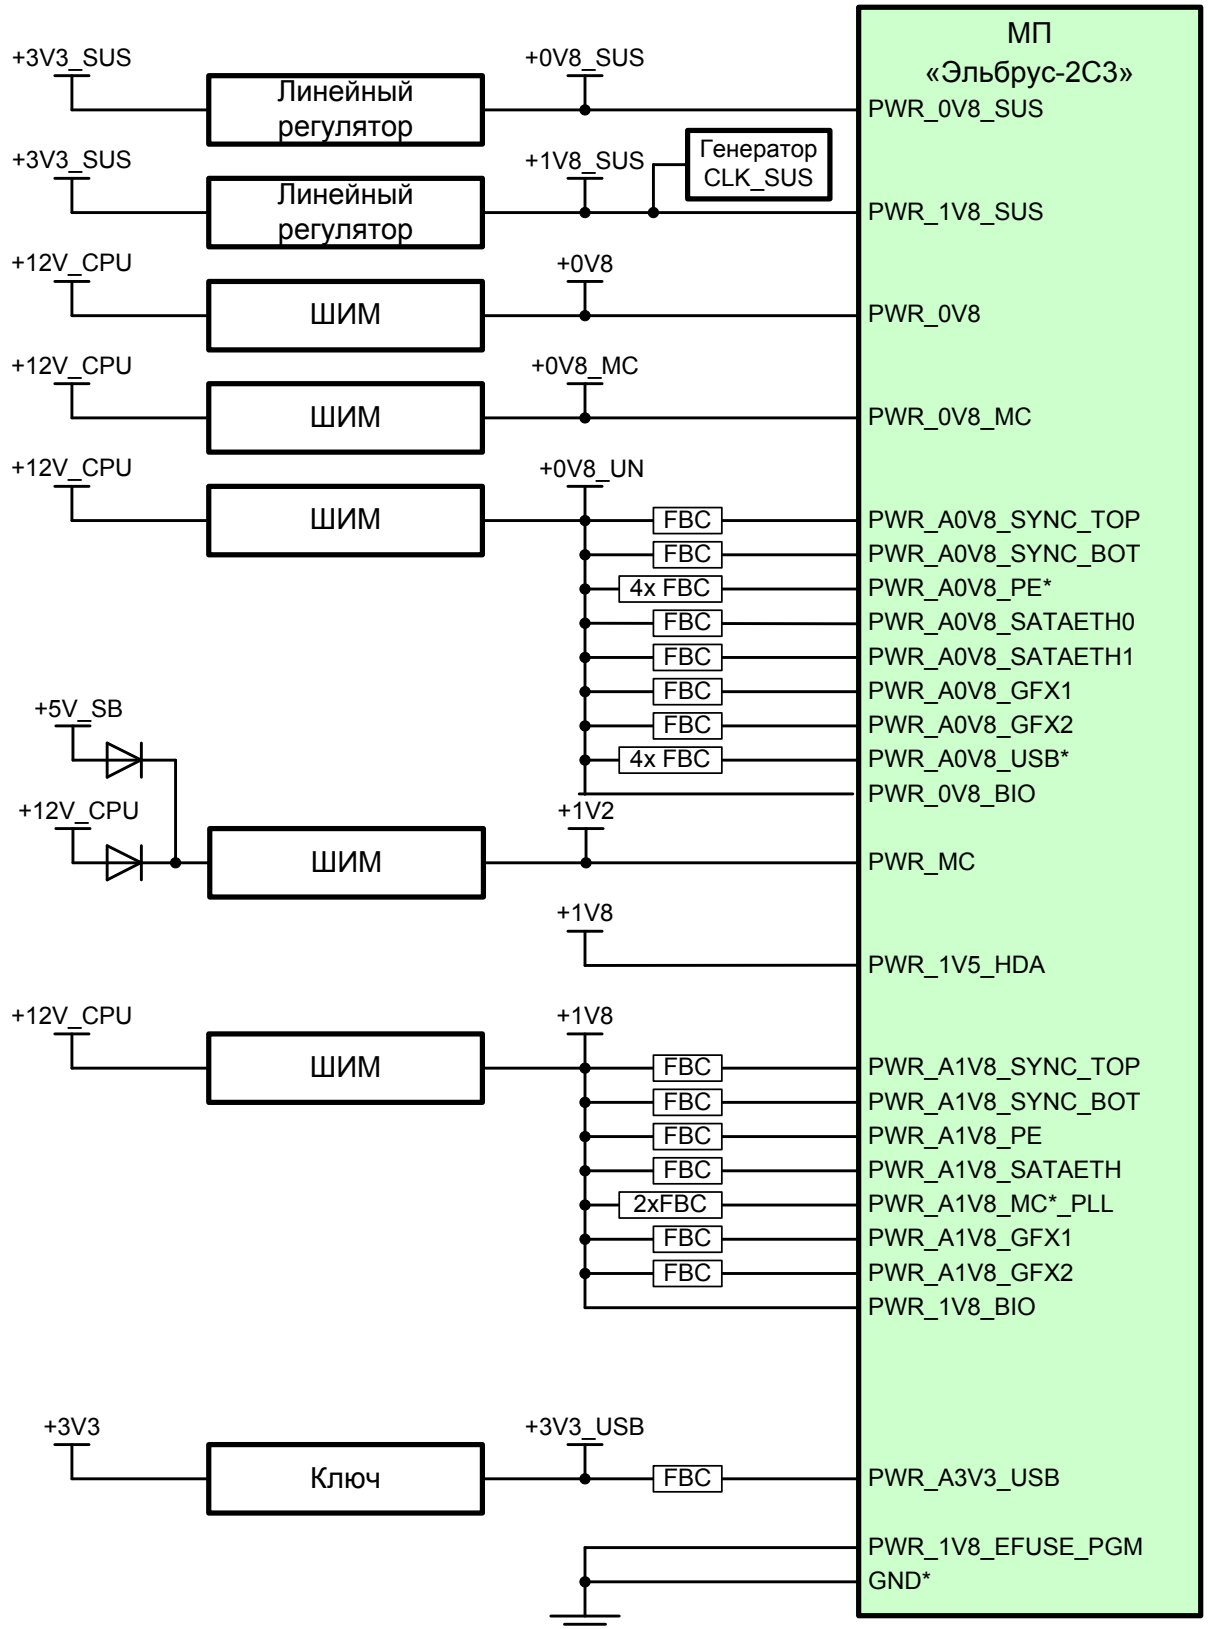 МП
«Эльбрус-2С3»
+3V3_SUS
+0V8_SUS
Линейный
регулятор
PWR_0V8_SUS
+3V3_SUS
+1V8_SUS
Генератор
CLK_SUS
Линейный
регулятор
PWR_1V8_SUS
+12V_CPU
+0V8
ШИМ
PWR_0V8
+12V_CPU
+0V8_MC
ШИМ
PWR_0V8_MC
+12V_CPU
+0V8_UN
ШИМ
FBC
PWR_A0V8_SYNC_TOP
FBC
PWR_A0V8_SYNC_BOT
4x FBC
PWR_A0V8_PE*
FBC
PWR_A0V8_SATAETH0
FBC
PWR_A0V8_SATAETH1
FBC
PWR_A0V8_GFX1
FBC
PWR_A0V8_GFX2
4x FBC
PWR_A0V8_USB*
PWR_0V8_BIO
+5V_SB
+12V_CPU
+1V2
ШИМ
PWR_MC
+1V8
PWR_1V5_HDA
+12V_CPU
+1V8
ШИМ
FBC
PWR_A1V8_SYNC_TOP
FBC
PWR_A1V8_SYNC_BOT
FBC
PWR_A1V8_PE
FBC
PWR_A1V8_SATAETH
2xFBC
PWR_A1V8_MC*_PLL
FBC
PWR_A1V8_GFX1
FBC
PWR_A1V8_GFX2
PWR_1V8_BIO
+3V3
+3V3_USB
Ключ
FBC
PWR_A3V3_USB
PWR_1V8_EFUSE_PGM
GND*